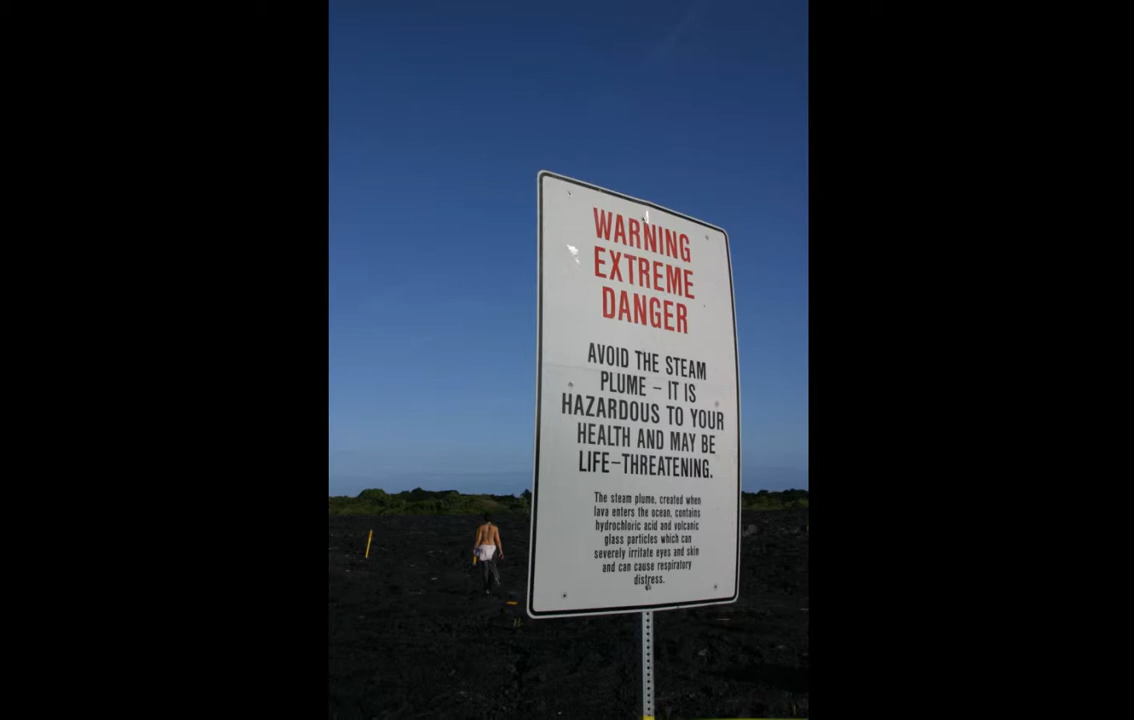 WARNING
EXTREME
DANGER
AVOID THE STEAM
PLUME – IT IS
HAZARDOUS TO YOUR
HEALTH AND MAY BE
LIFE–THREATENING.
The steam plume, created when
lava enters the ocean, contains
hydrochloric acid and volcanic
glass particles which can
severely irritate eyes and skin
and can cause respiratory
distress.